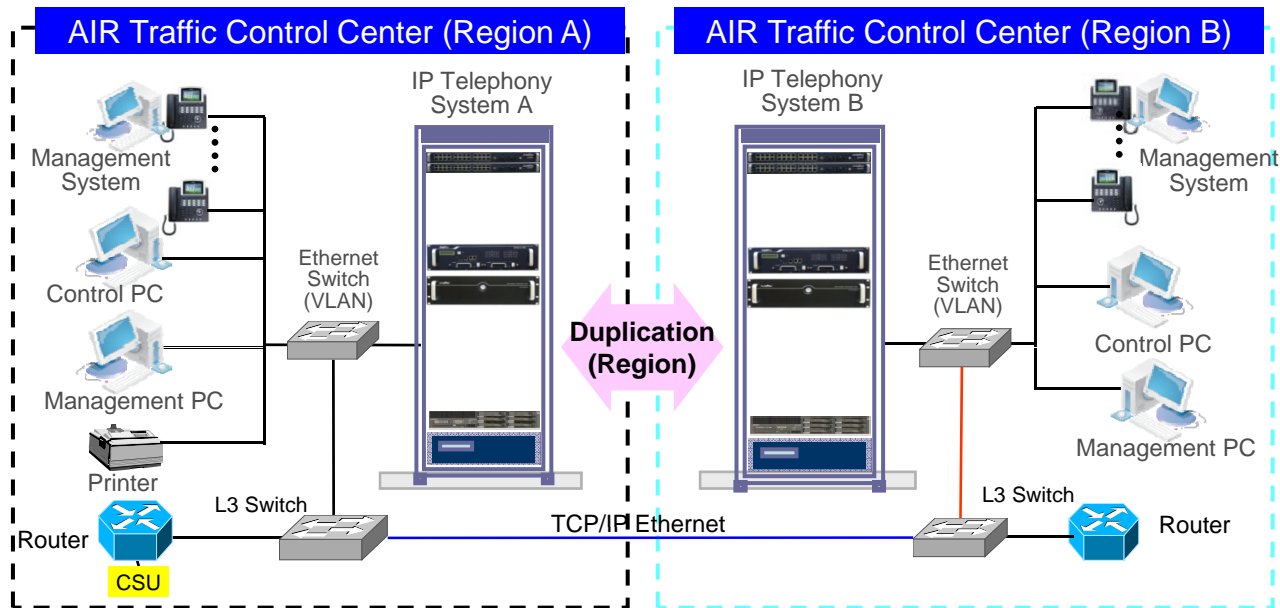 AIR Traffic Control Center (Region A)
IP Telephony
System A
Management
System
Control PC
Management PC
Printer
Ethernet
Switch
(VLAN)
L3 Switch
Router
CSU
Duplication
(Region)
TCP/IP Ethernet
AIR Traffic Control Center (Region B)
IP Telephony
System B
Management
System
Ethernet
Switch
(VLAN)
Control PC
Management PC
L3 Switch
Router